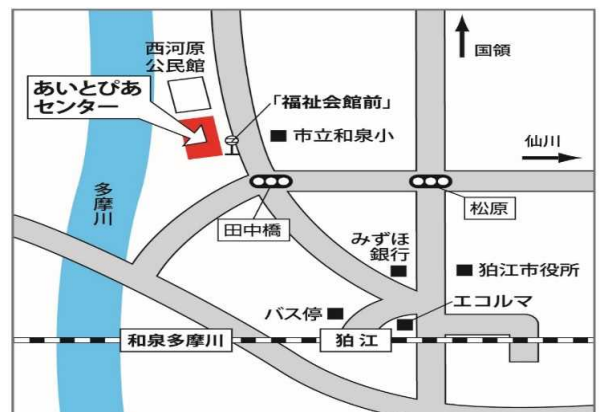 西河原
公民館
あいとぴあ
センター
「福祉会館前」
市立和泉小
国領
仙川
多摩川
田中橋
松原
みずほ
銀行
狛江市役所
バス停
エコルマ
和泉多摩川
狛江